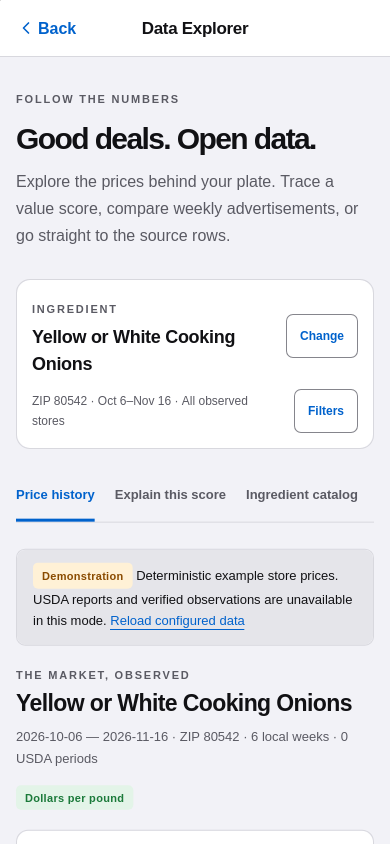 Back
Data Explorer
FOLLOW THE NUMBERS
Good deals. Open data.
Explore the prices behind your plate. Trace a
value score, compare weekly advertisements, or
go straight to the source rows.
INGREDIENT
Yellow or White Cooking
Onions
Change
ZIP 80542 · Oct 6–Nov 16 · All observed
stores
Filters
Price history
Explain this score
Ingredient catalog
Demonstration Deterministic example store prices.
USDA reports and verified observations are unavailable
in this mode. Reload configured data
THE MARKET, OBSERVED
Yellow or White Cooking Onions
2026-10-06 — 2026-11-16 · ZIP 80542 · 6 local weeks · 0
USDA periods
Dollars per pound